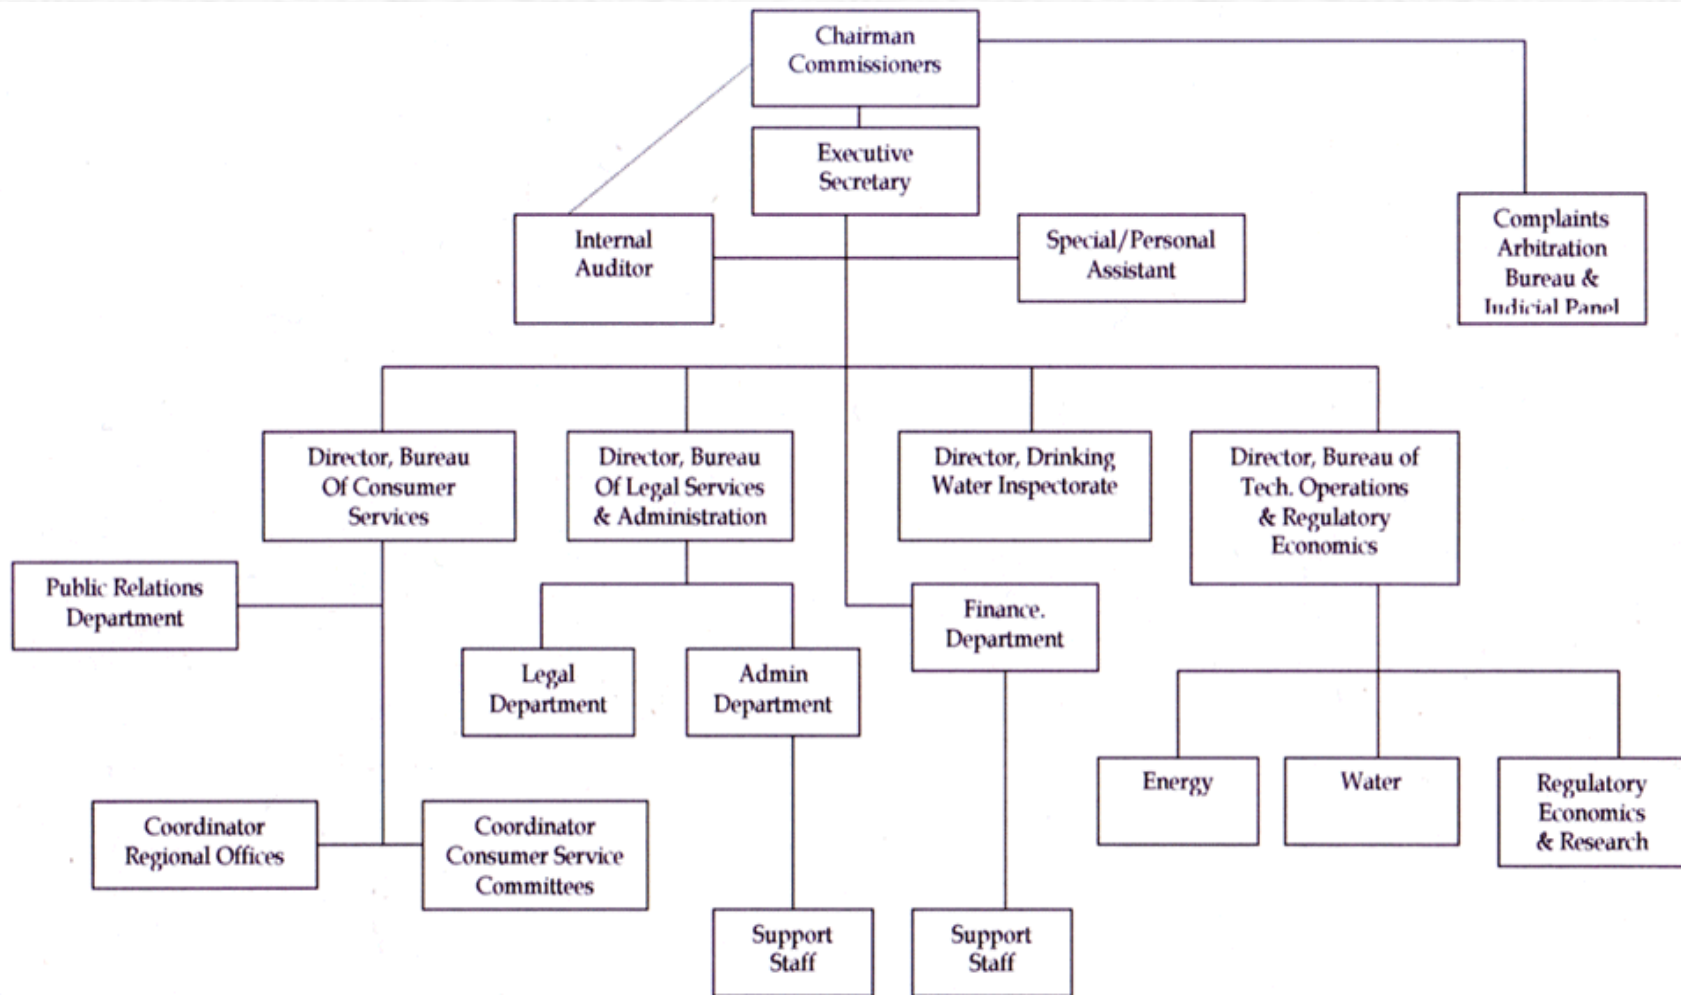 Chairman
Commissioners
Executive
Secretary
Internal
Auditor
Special/Personal
Assistant
Complaints
Arbitration
Bureau &
Judicial Panel
Director, Bureau
Of Consumer
Services
Director, Bureau
Of Legal Services
& Administration
Director, Drinking
Water Inspectorate
Director, Bureau of
Tech. Operations
& Regulatory
Economics
Public Relations
Department
Finance.
Department
Legal
Department
Admin
Department
Energy
Water
Regulatory
Economics
& Research
Coordinator
Regional Offices
Coordinator
Consumer Service
Committees
Support
Staff
Support
Staff